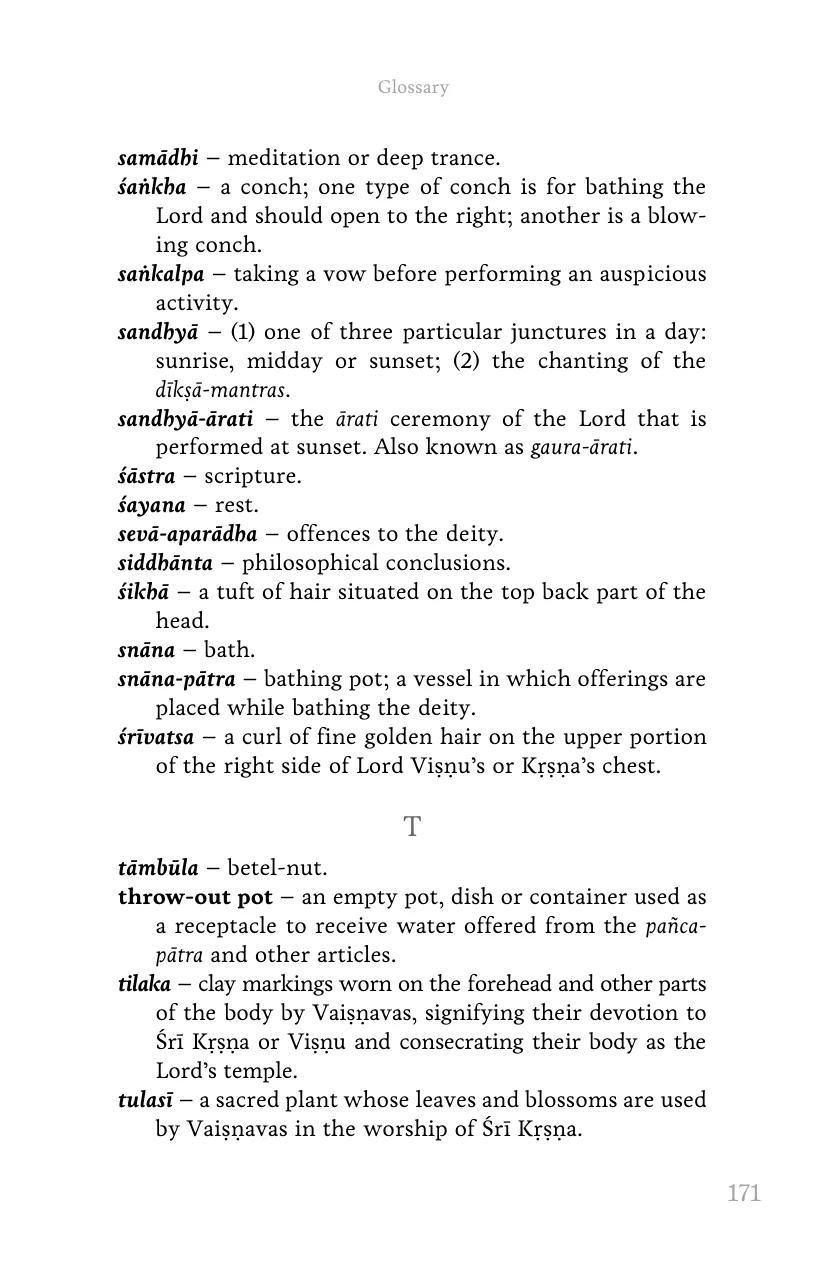 Glossary
samādhi – meditation or deep trance.
śaṅkha – a conch; one type of conch is for bathing the
Lord and should open to the right; another is a blow-
ing conch.
saṅkalpa – taking a vow before performing an auspicious
activity.
sandhyā – (1) one of three particular junctures in a day:
sunrise, midday or sunset; (2) the chanting of the
dīkṣā-mantras.
sandhyā-ārati – the ārati ceremony of the Lord that is
performed at sunset. Also known as gaura-ārati.
śāstra – scripture.
śayana – rest.
sevā-aparādha – offences to the deity.
siddhānta – philosophical conclusions.
śikhā – a tuft of hair situated on the top back part of the
head.
snāna – bath.
snāna-pātra – bathing pot; a vessel in which offerings are
placed while bathing the deity.
śrīvatsa – a curl of fine golden hair on the upper portion
of the right side of Lord Viṣṇu’s or Kṛṣṇa’s chest.
T
tāmbūla – betel-nut.
throw-out pot – an empty pot, dish or container used as
a receptacle to receive water offered from the pañca-
pātra and other articles.
tilaka – clay markings worn on the forehead and other parts
of the body by Vaiṣṇavas, signifying their devotion to
Śrī Kṛṣṇa or Viṣṇu and consecrating their body as the
Lord’s temple.
tulasī – a sacred plant whose leaves and blossoms are used
by Vaiṣṇavas in the worship of Śrī Kṛṣṇa.
171